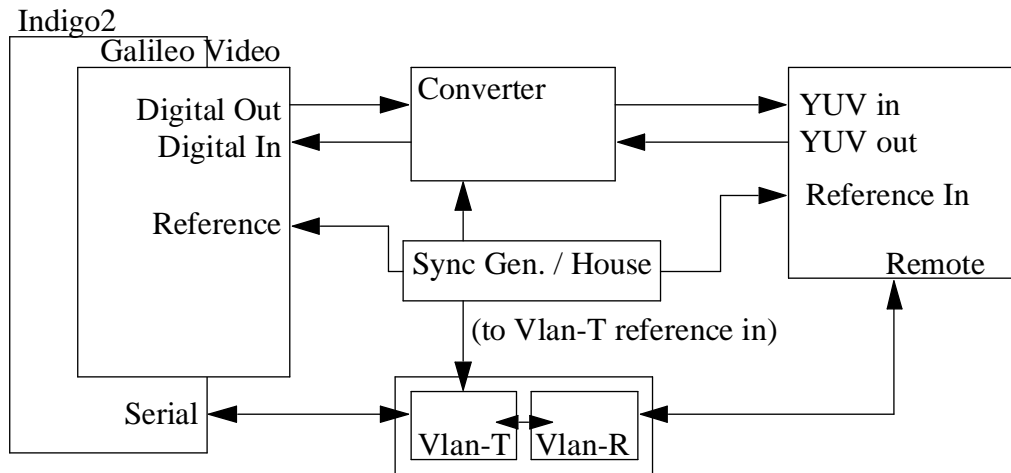 Indigo2
Galileo Video
Digital Out
Digital In
Reference
Serial
Converter
Sync Gen. / House
(to Vlan-T reference in)
Vlan-T
Vlan-R
YUV in
YUV out
Reference In
Remote